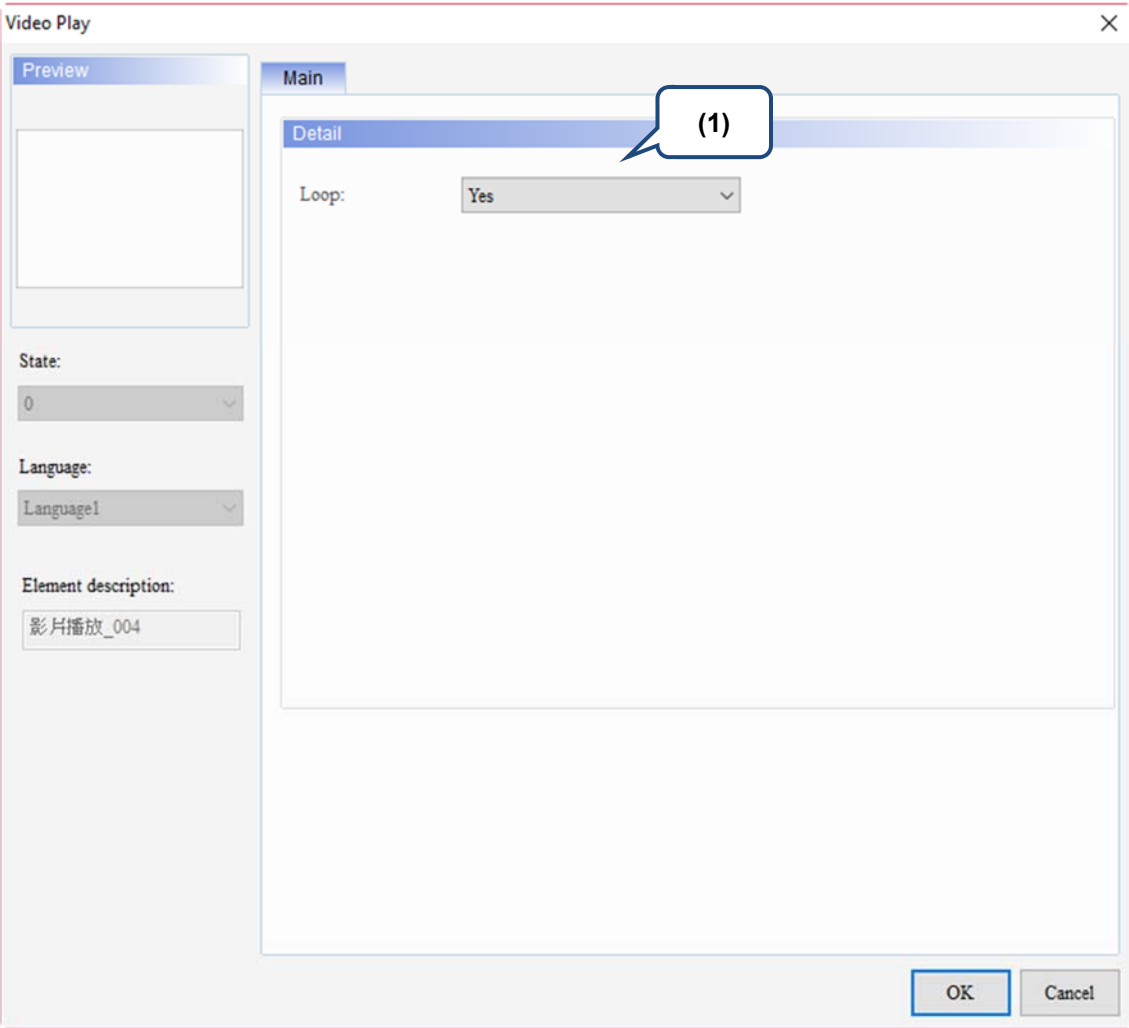 Video Play
Preview
Main
Detail
(1)
Loop:
Yes
State:
0
Language:
Language1
Element description:
影片播放_004
OK
Cancel